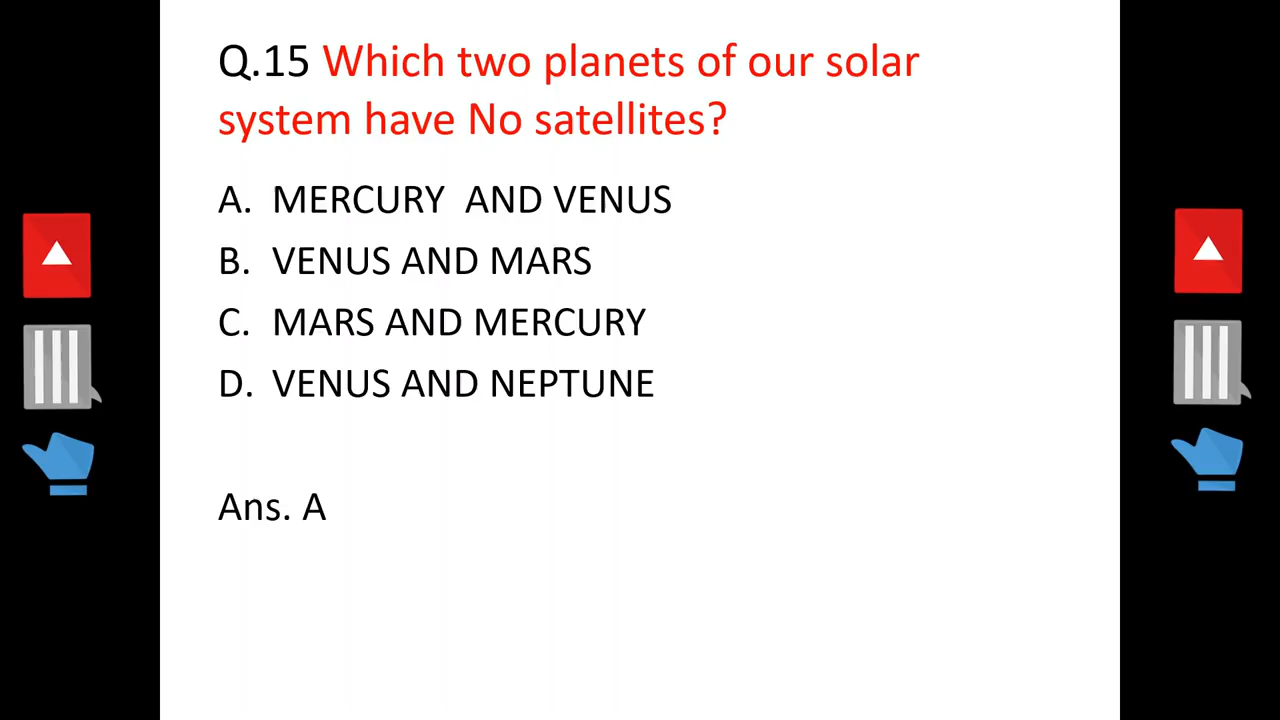 Q.15 Which two planets of our solar
system have No satellites?
A. MERCURY AND VENUS
B. VENUS AND MARS
C. MARS AND MERCURY
D. VENUS AND NEPTUNE
Ans. A